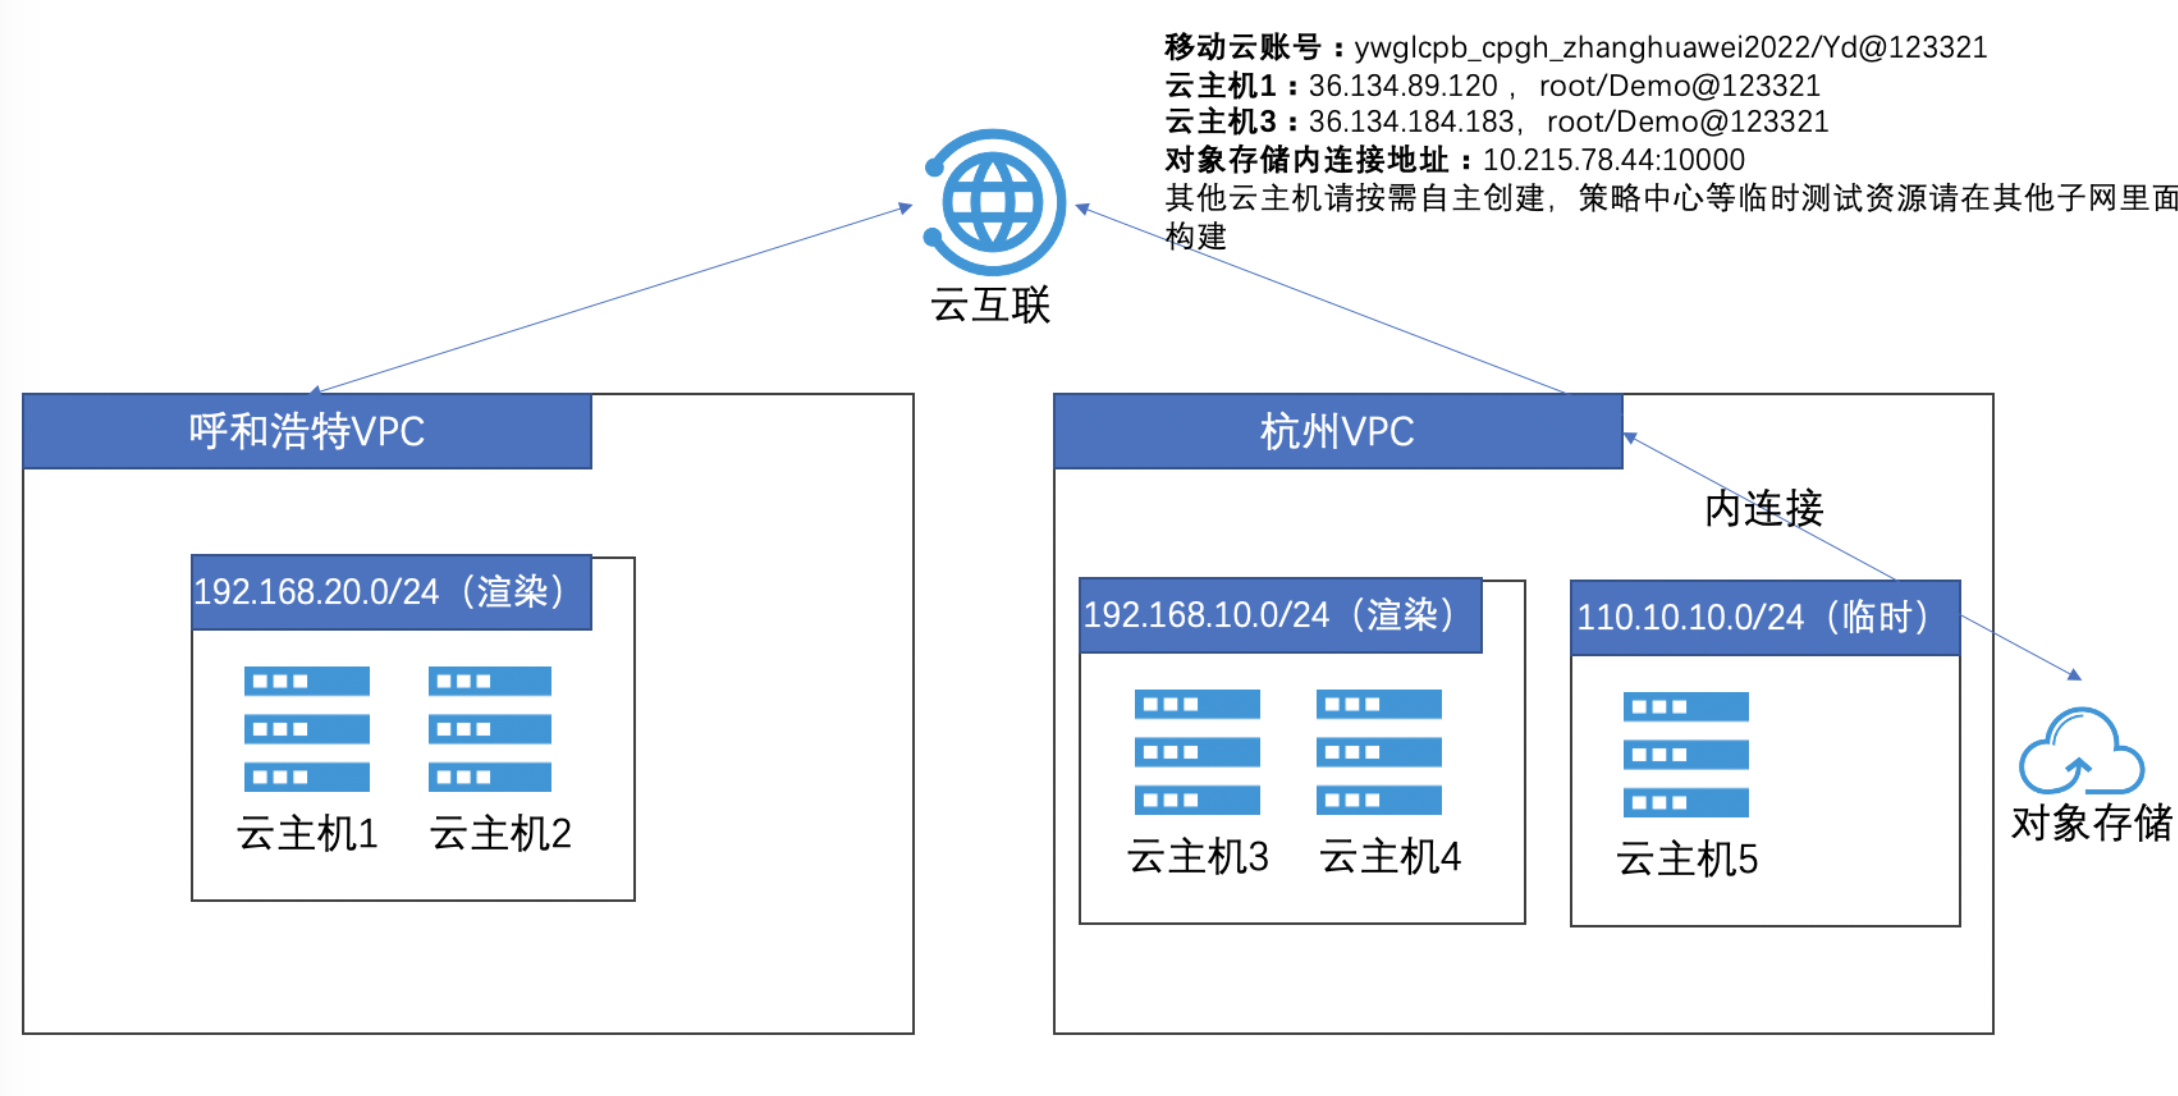 移动云账号：ywglcpb_cpgh_zhanghuawei2022/Yd@123321
云主机1：36.134.89.120 ，root/Demo@123321
云主机3：36.134.184.183，root/Demo@123321
对象存储内连接地址：10.215.78.44:10000
其他云主机请按需自主创建，策略中心等临时测试资源请在其他子网里面
构建
云互联
呼和浩特VPC
杭州VPC
内连接
192.168.20.0/24（渲染）
192.168.10.0/24（渲染）
110.10.10.0/24（临时）
云主机1
云主机2
云主机3
云主机4
云主机5
对象存储